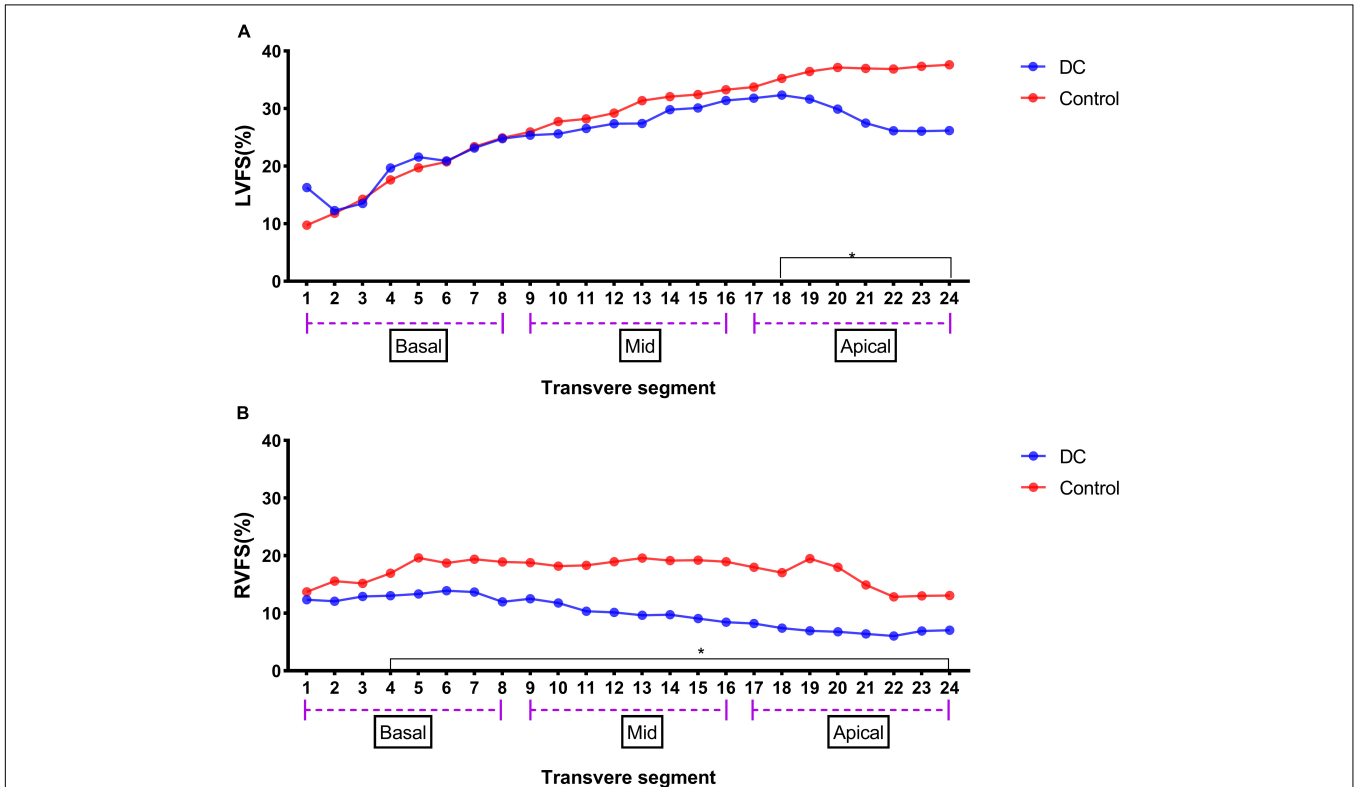 A
40
30
20
10
0
LVFS(%)
DC
Control
*
1 2 3 4 5 6 7 8 9 10 11 12 13 14 15 16 17 18 19 20 21 22 23 24
Basal Mid Apical
Transvere segment
B
40
30
20
10
0
RVFS(%)
DC
Control
*
1 2 3 4 5 6 7 8 9 10 11 12 13 14 15 16 17 18 19 20 21 22 23 24
Basal Mid Apical
Transvere segment